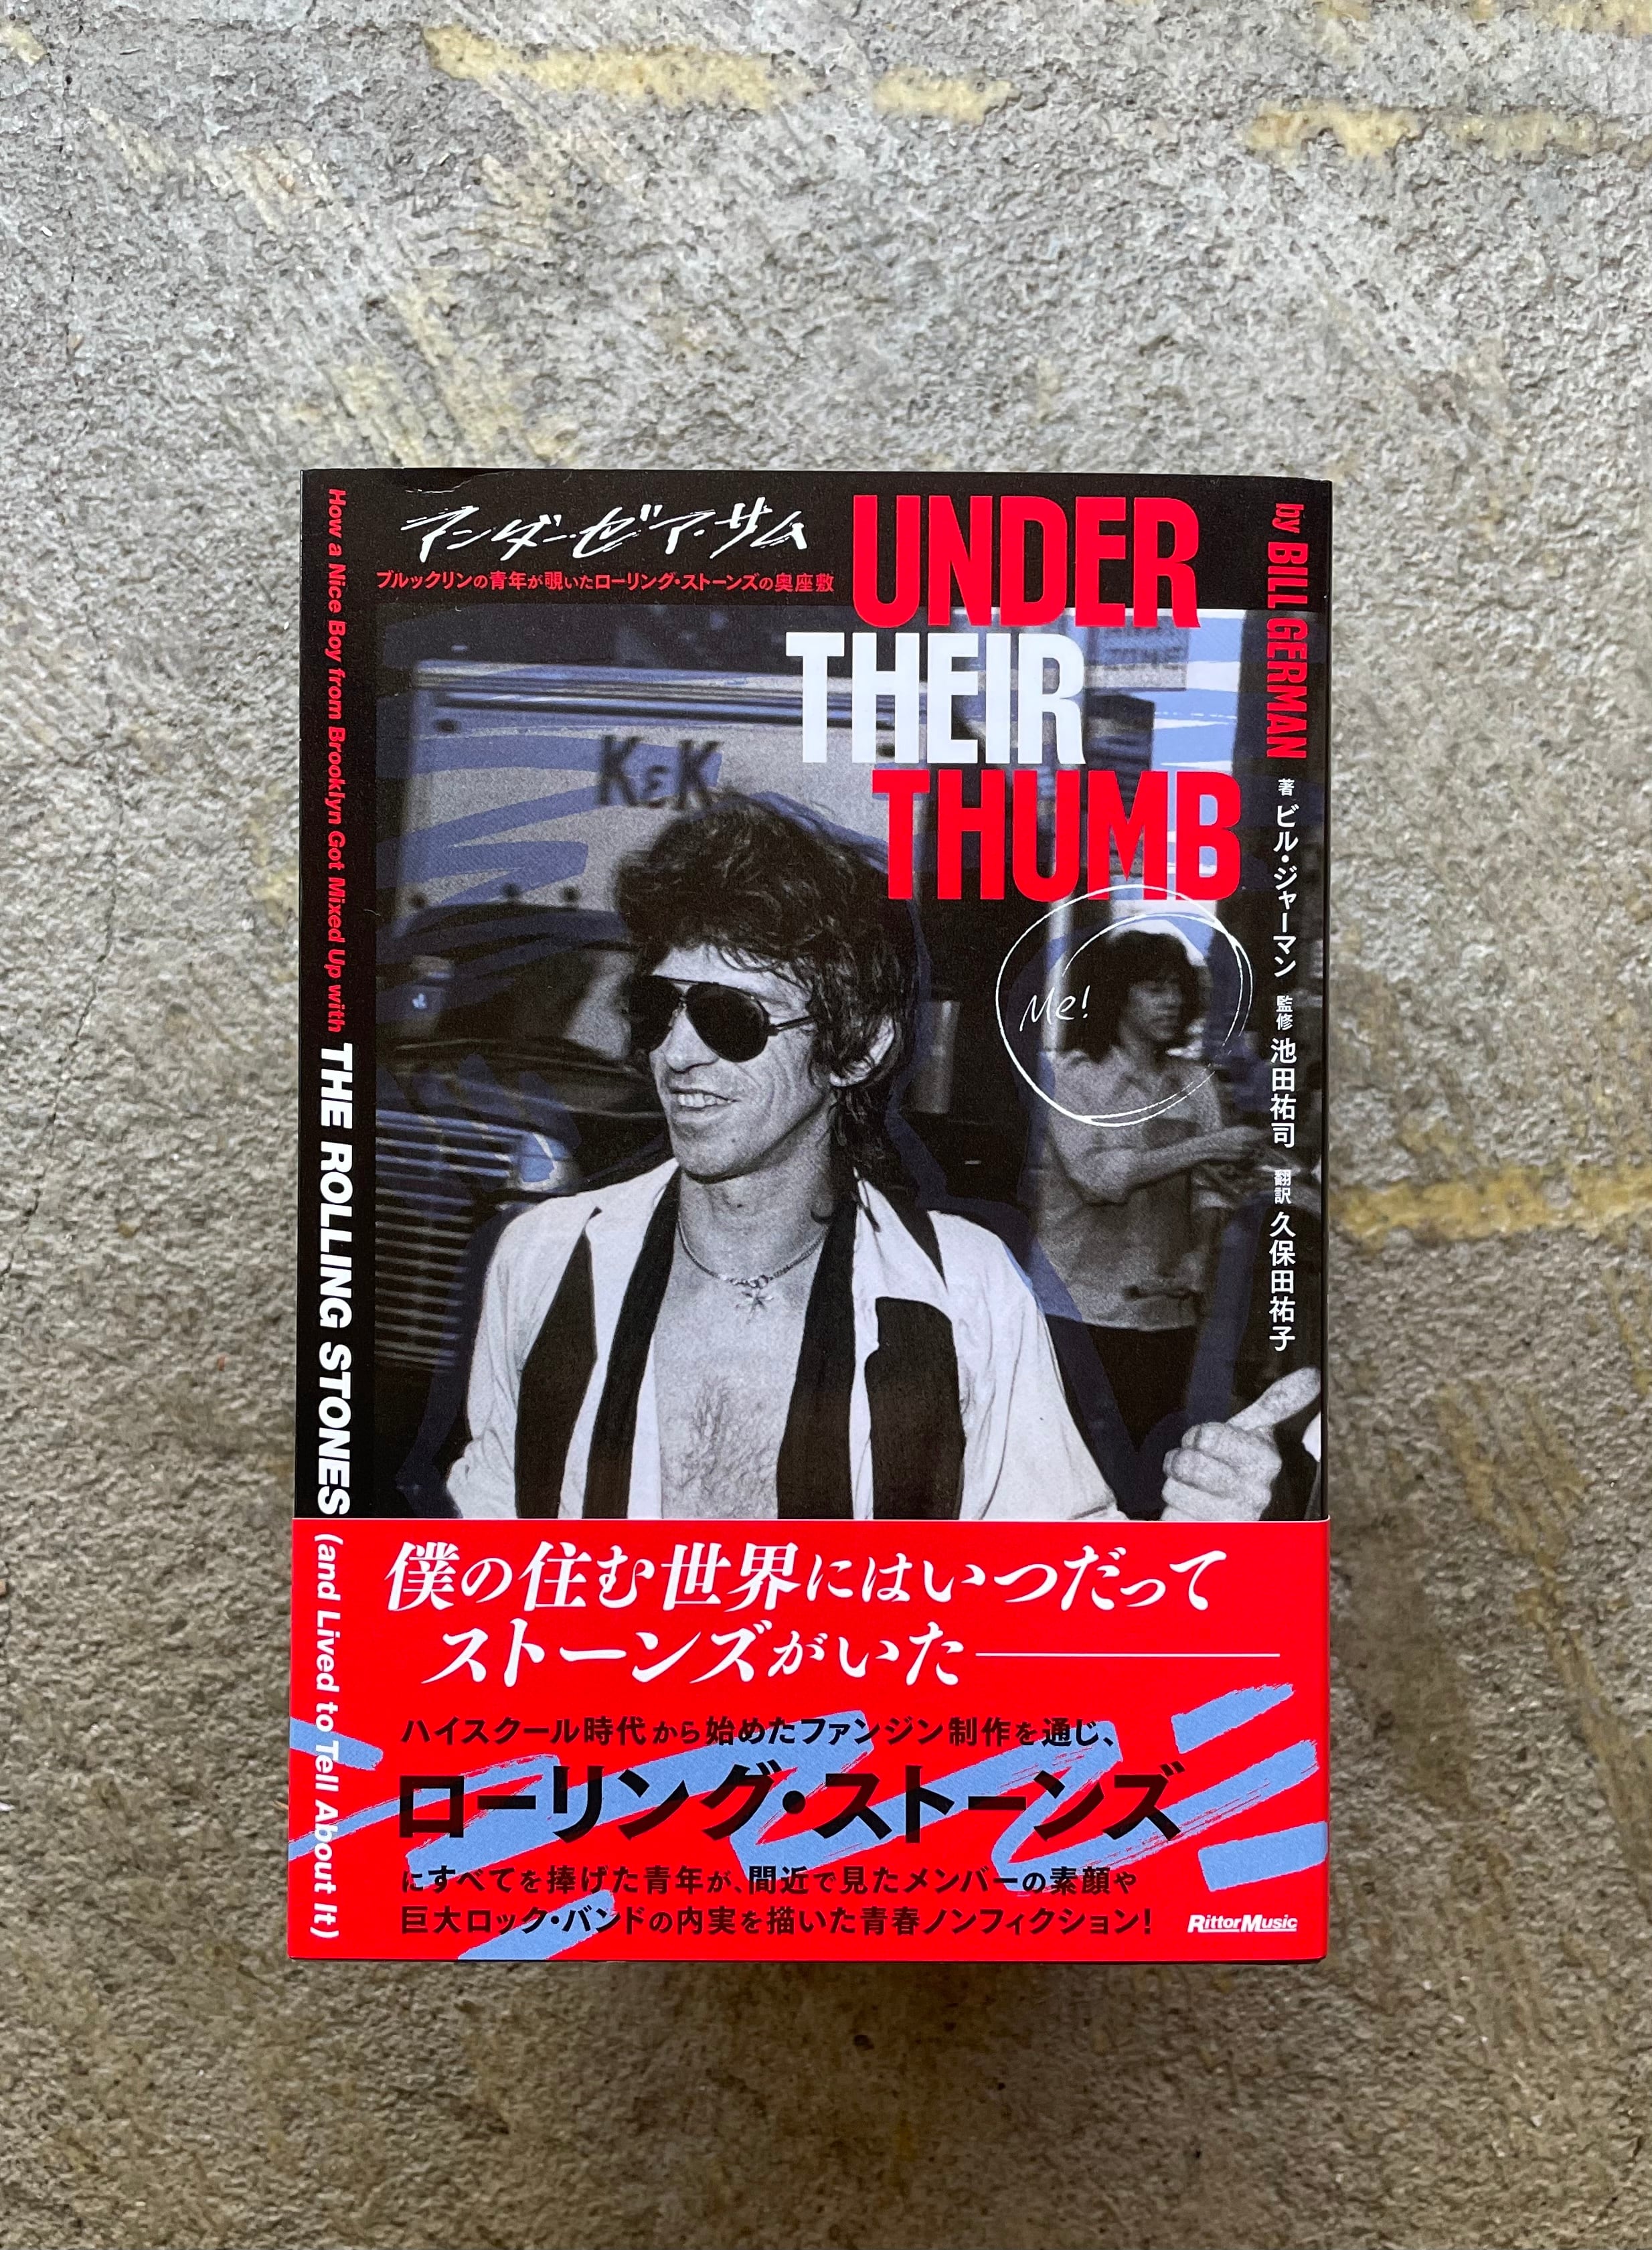 アンダー・ゼア・サム
ブルックリンの青年が覗いたローリング・ストーンズの奥座敷
UNDER
THEIR
THUMB
by BILL GERMAN
著 ビル・ジャーマン 監修 池田祐司 翻訳 久保田祐子
How a Nice Boy from Brooklyn Got Mixed Up with THE ROLLING STONES (and Lived to Tell About It)
ZONE
K&K
Me!
僕の住む世界にはいつだって
ストーンズがいた――
ハイスクール時代から始めたファンジン制作を通じ、
ローリング・ストーンズ
にすべてを捧げた青年が、間近で見たメンバーの素顔や
巨大ロック・バンドの内実を描いた青春ノンフィクション!
RittorMusic